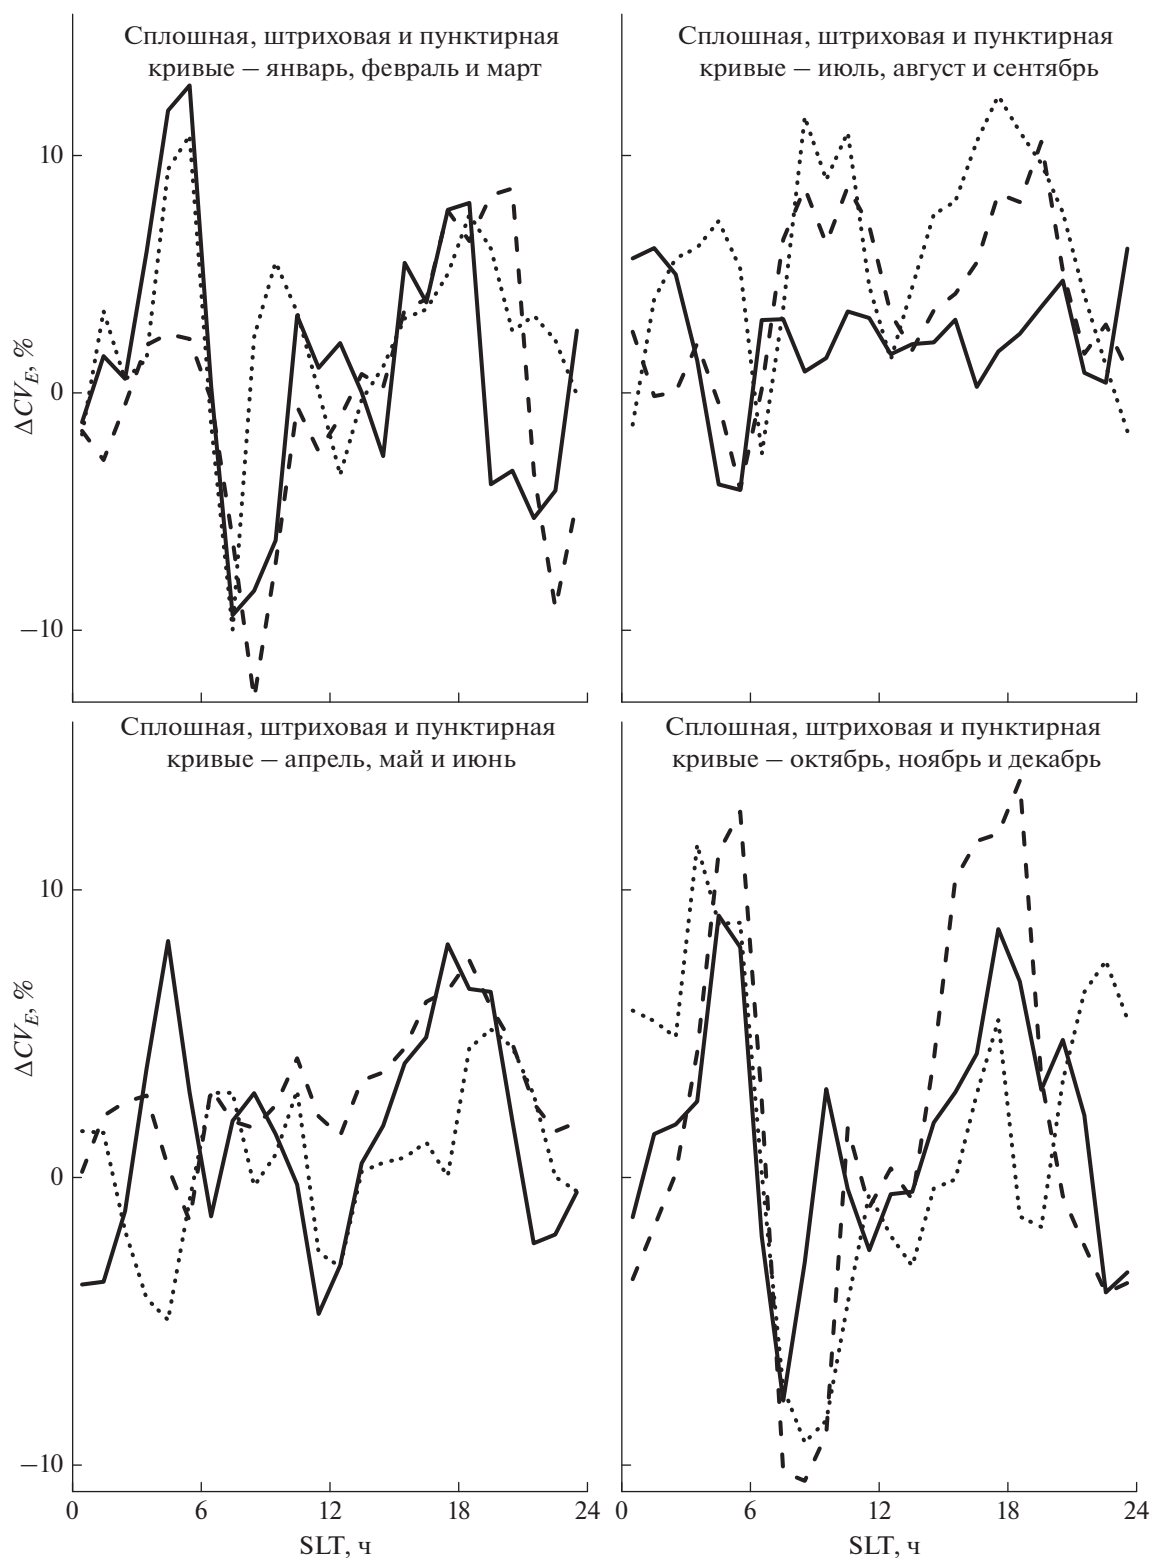 Сплошная, штриховая и пунктирная
кривые – январь, февраль и март
10
0
–10
ΔCV_E, %
Сплошная, штриховая и пунктирная
кривые – июль, август и сентябрь
Сплошная, штриховая и пунктирная
кривые – апрель, май и июнь
10
0
–10
ΔCV_E, %
0 6 12 18 24
SLT, ч
Сплошная, штриховая и пунктирная
кривые – октябрь, ноябрь и декабрь
0 6 12 18 24
SLT, ч